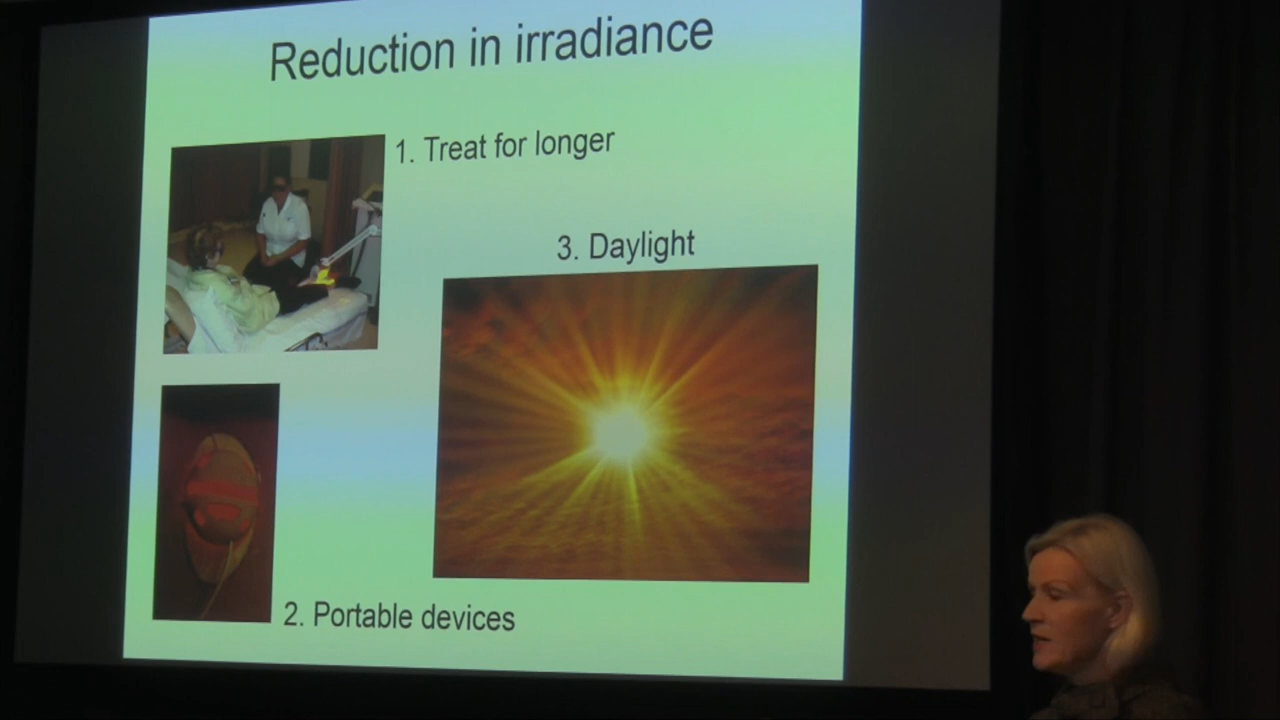 Reduction in irradiance
1. Treat for longer
3. Daylight
2. Portable devices